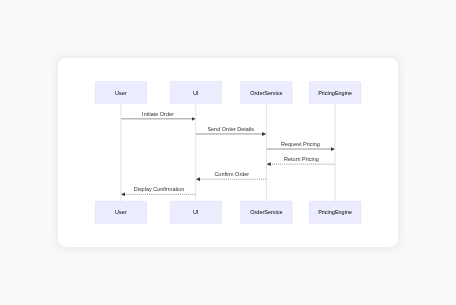 User
UI
OrderService
PricingEngine
Initiate Order
Send Order Details
Request Pricing
Return Pricing
Confirm Order
Display Confirmation
User
UI
OrderService
PricingEngine